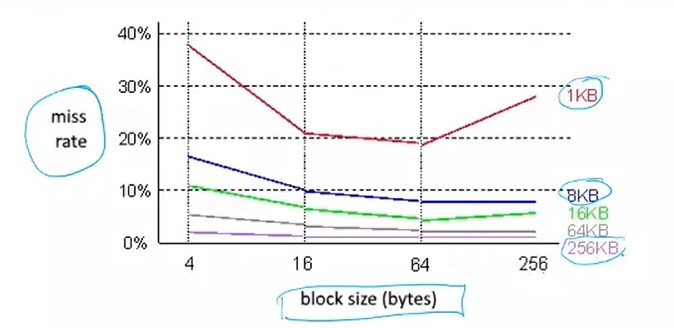 40%
30%
1KB
miss
rate
20%
10%
8KB
16KB
64KB
0%
256KB
4 16 64 256
block size (bytes)